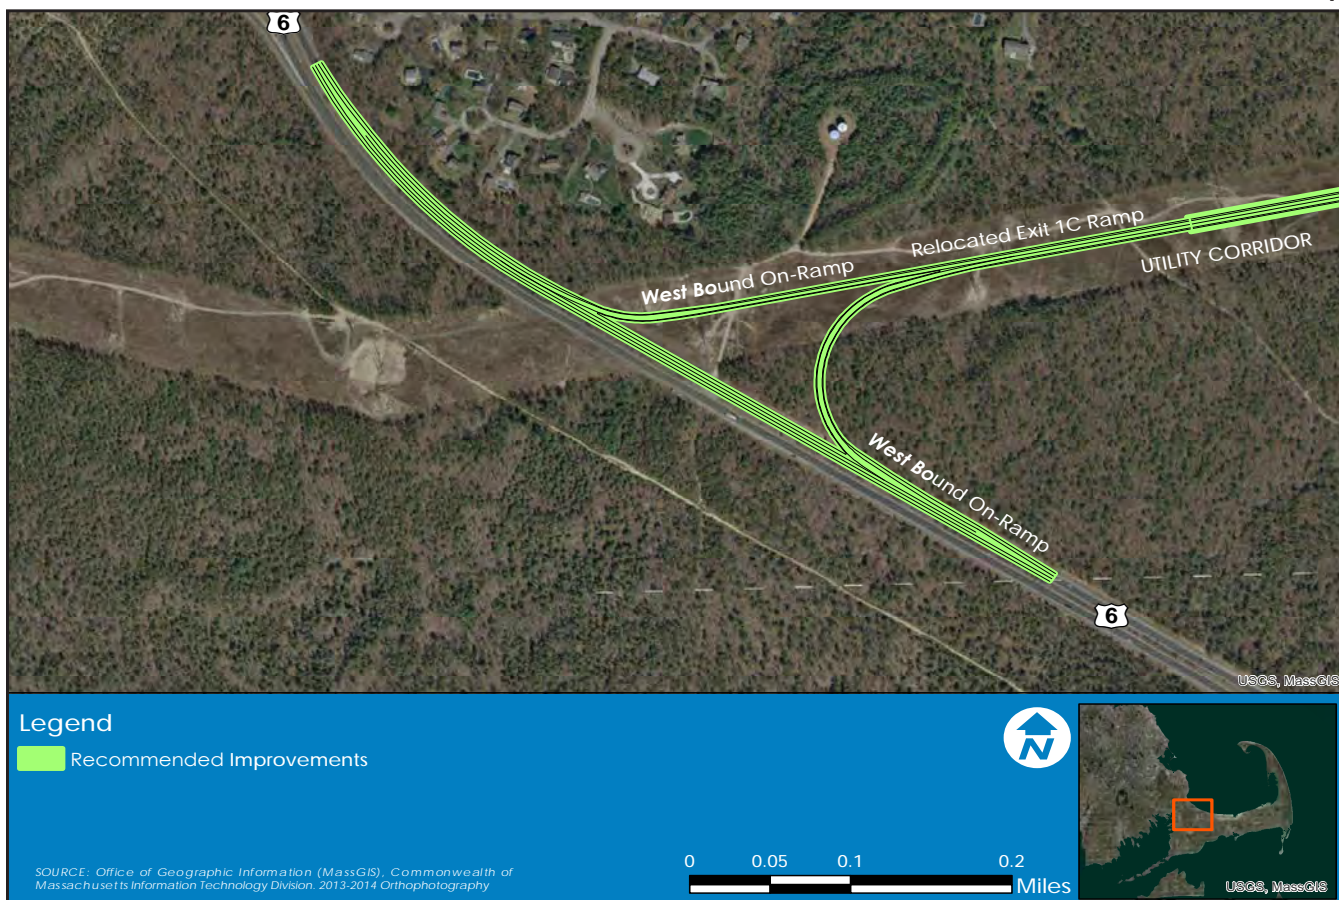 6
Relocated Exit 1C Ramp
West Bound On-Ramp
UTILITY CORRIDOR
West Bound On-Ramp
6
USGS, MassGIS
Legend
Recommended Improvements
N
0 0.05 0.1 0.2
Miles
SOURCE: Office of Geographic Information (MassGIS), Commonwealth of
Massachusetts Information Technology Division. 2013-2014 Orthophotography
USGS, MassGIS